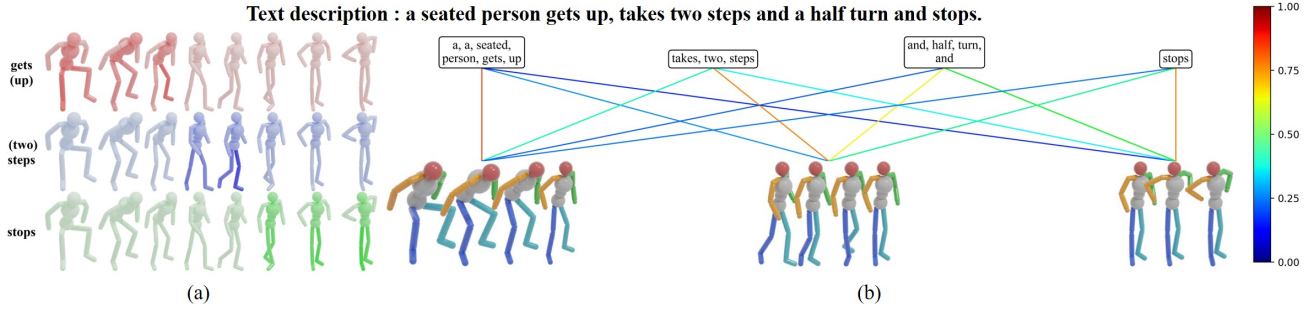 Text description : a seated person gets up, takes two steps and a half turn and stops.
gets
(up)
(two)
steps
stops
(a)
a, a, seated,
person, gets, up
takes, two, steps
and, half, turn,
and
stops
(b)
1.00
0.75
0.50
0.25
0.00